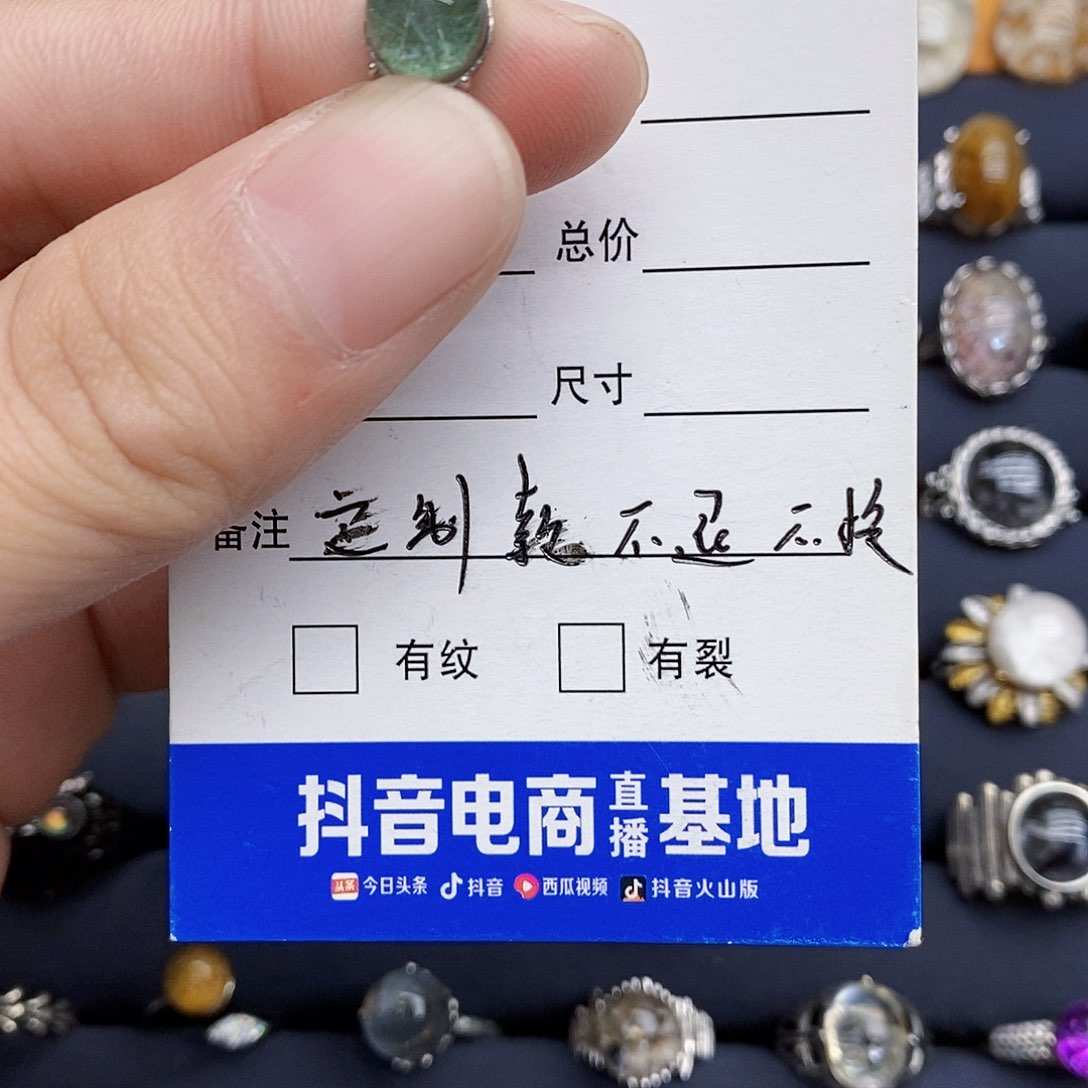 总价
尺寸
备注 定制款 不退不换
有纹 有裂
抖音电商直播基地
头条 今日头条 抖音 西瓜视频 抖音火山版